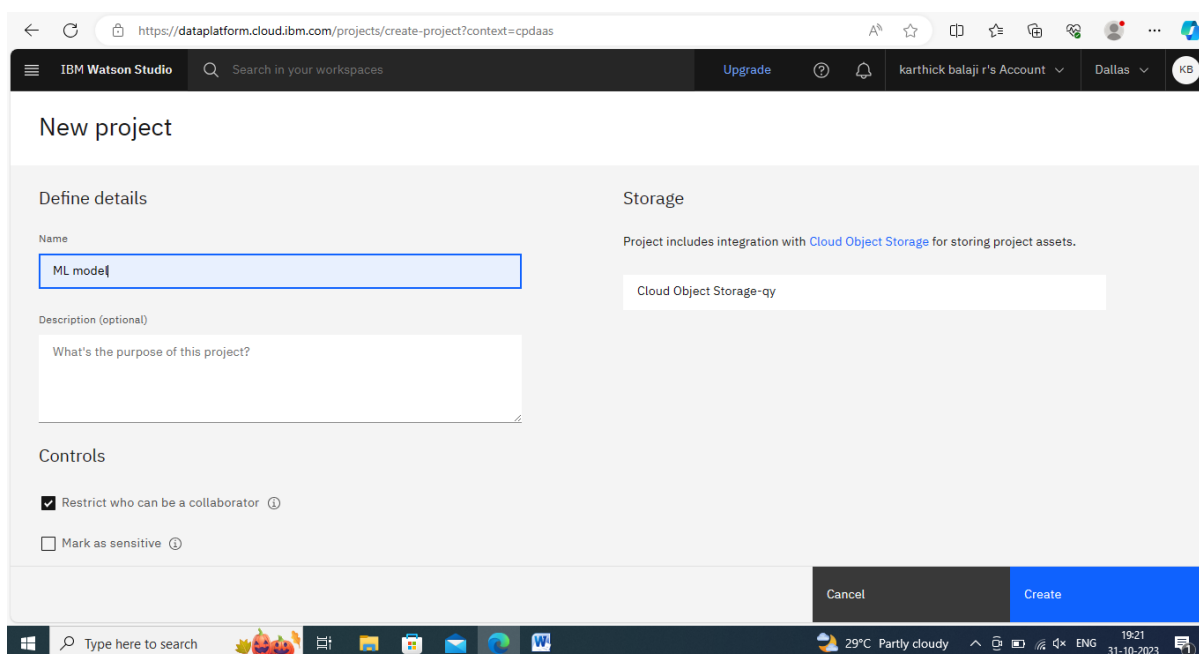 https://dataplatform.cloud.ibm.com/projects/create-project?context=cpdaas
IBM Watson Studio
Search in your workspaces
Upgrade
karthick balaji r's Account
Dallas
KB
New project
Define details
Name
ML model
Description (optional)
What's the purpose of this project?
Controls
Restrict who can be a collaborator
Mark as sensitive
Storage
Project includes integration with Cloud Object Storage for storing project assets.
Cloud Object Storage-qy
Cancel
Create
Type here to search
29°C Partly cloudy
ENG
19:21
31-10-2023